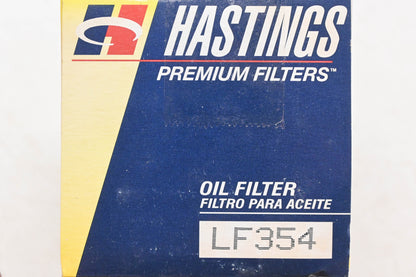 HASTINGS
PREMIUM FILTERS™
OIL FILTER
FILTRO PARA ACEITE
LF354